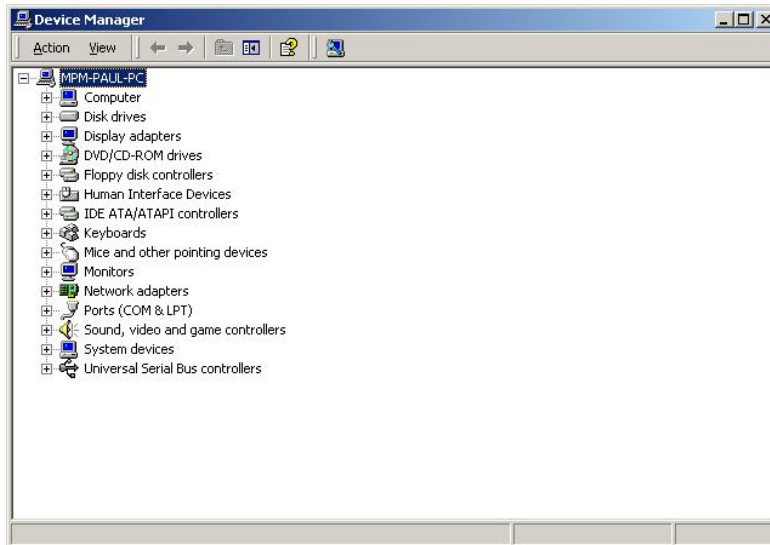 Device Manager
Action View
MPM-PAUL-PC
Computer
Disk drives
Display adapters
DVD/CD-ROM drives
Floppy disk controllers
Human Interface Devices
IDE ATA/ATAPI controllers
Keyboards
Mice and other pointing devices
Monitors
Network adapters
Ports (COM & LPT)
Sound, video and game controllers
System devices
Universal Serial Bus controllers